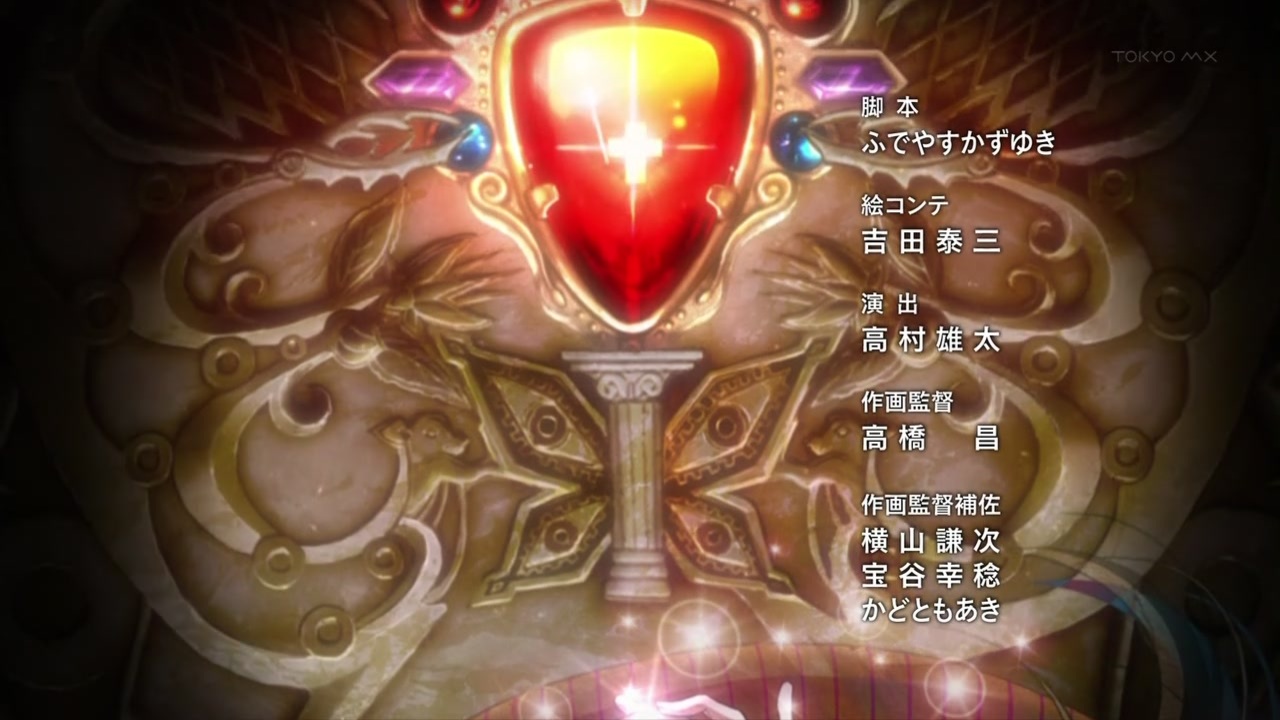 TOKYO MX
脚本
ふでやすかずゆき
絵コンテ
吉田泰三
演出
高村雄太
作画監督
高橋 昌
作画監督補佐
横山謙次
宝谷幸稔
かどともあき